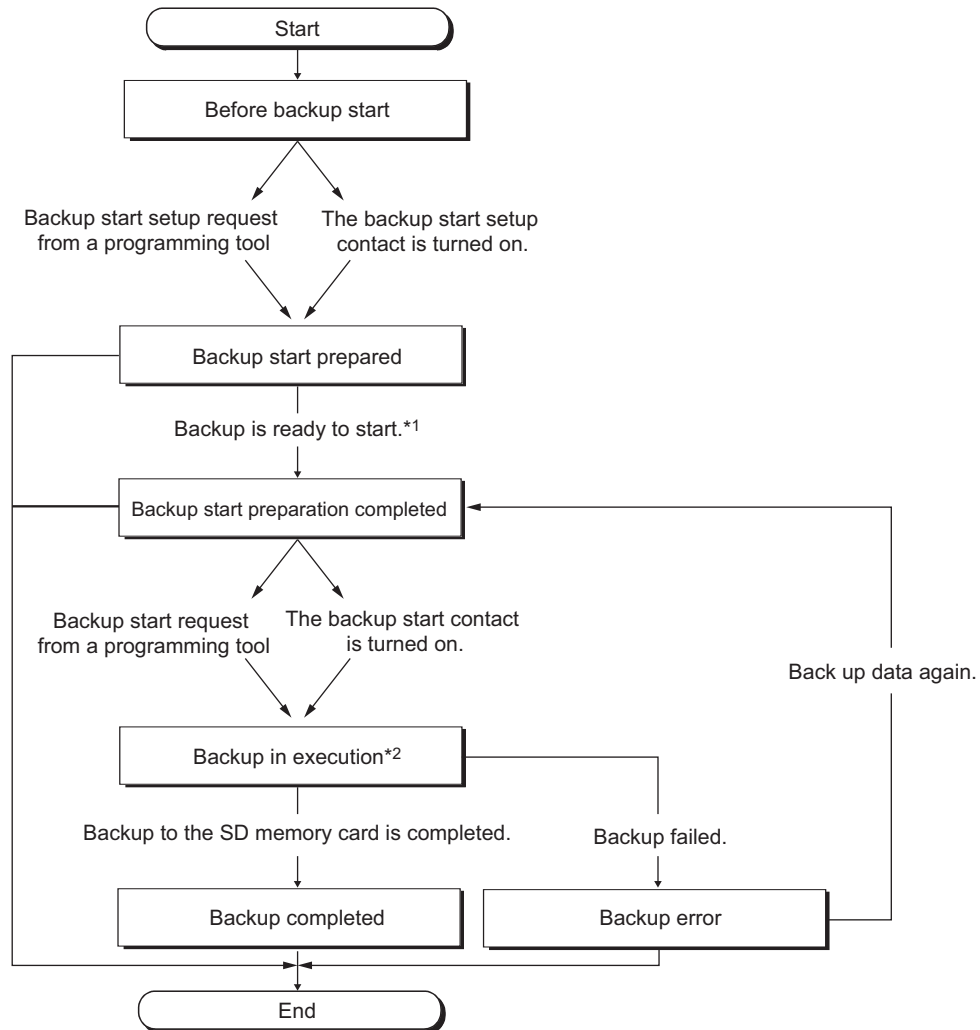 Start
Before backup start
Backup start setup request
from a programming tool
The backup start setup
contact is turned on.
Backup start prepared
Backup is ready to start.*1
Backup start preparation completed
Backup start request
from a programming tool
The backup start contact
is turned on.
Back up data again.
Backup in execution*2
Backup to the SD memory card is completed.
Backup failed.
Backup completed
Backup error
End